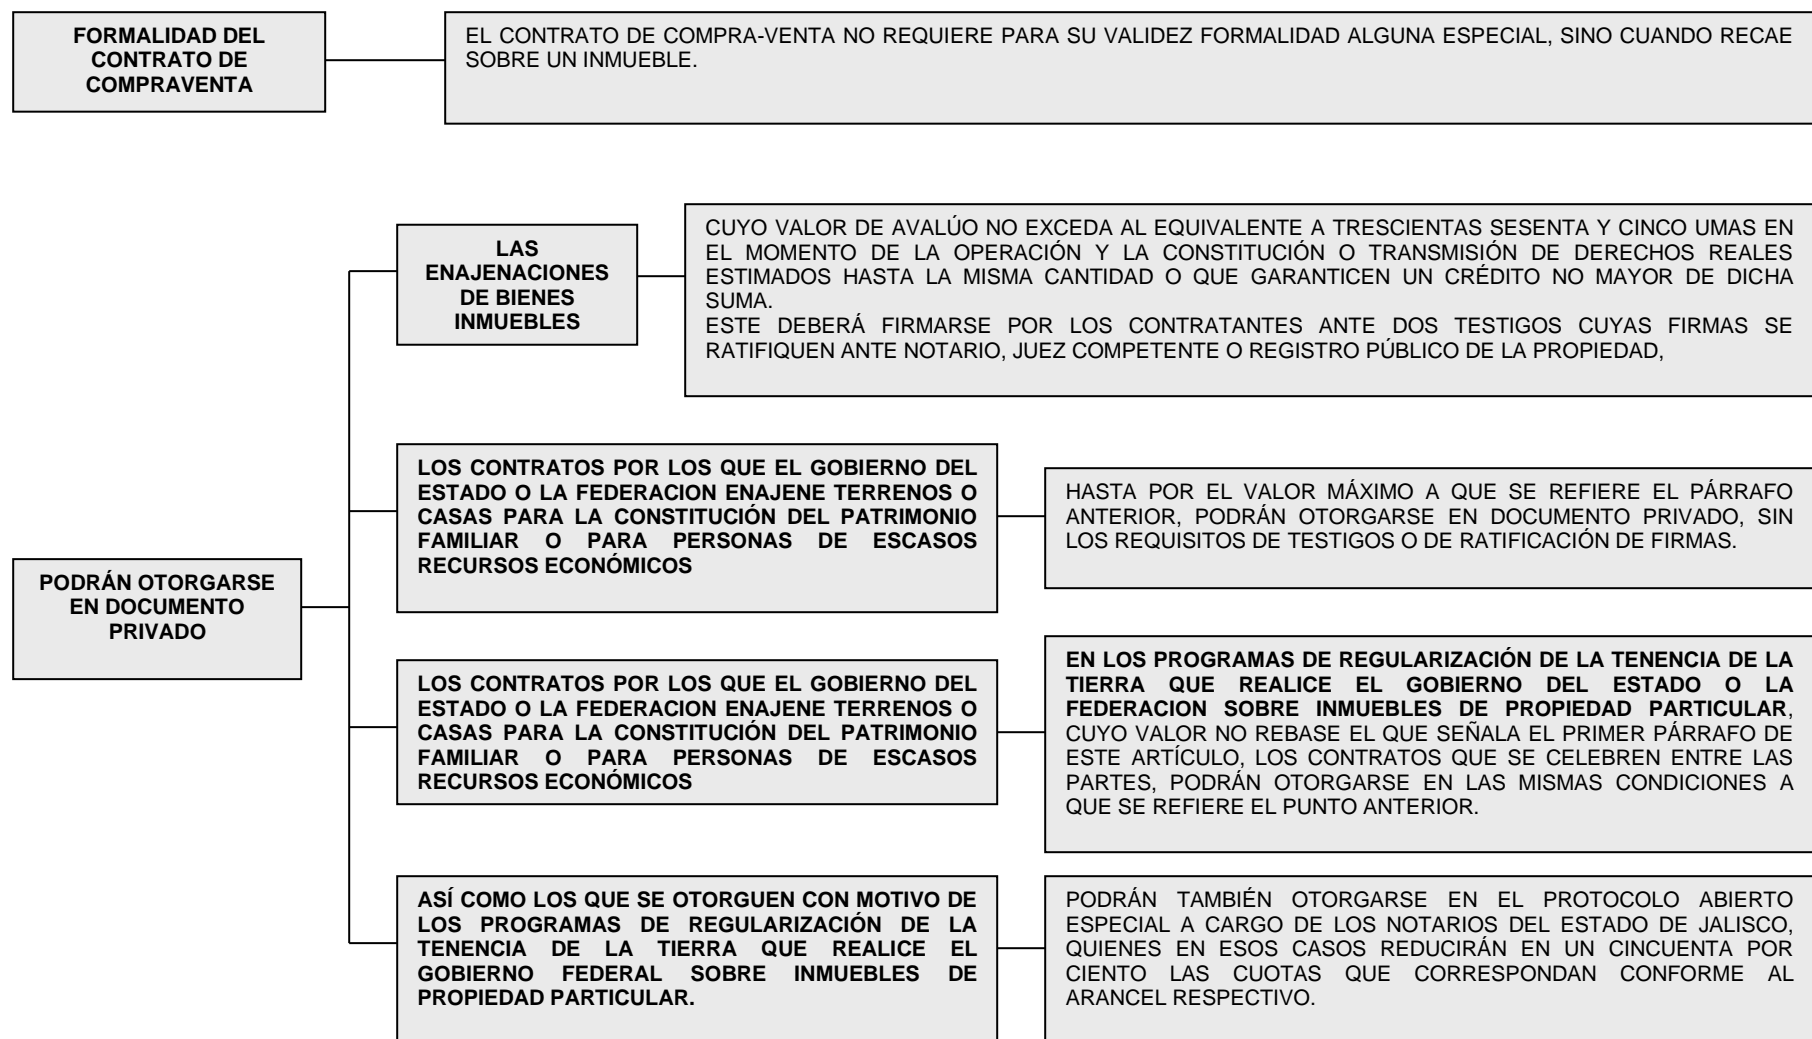 FORMALIDAD DEL
CONTRATO DE
COMPRAVENTA
EL CONTRATO DE COMPRA-VENTA NO REQUIERE PARA SU VALIDEZ FORMALIDAD ALGUNA ESPECIAL, SINO CUANDO RECAE
SOBRE UN INMUEBLE.
PODRÁN OTORGARSE
EN DOCUMENTO
PRIVADO
LAS
ENAJENACIONES
DE BIENES
INMUEBLES
CUYO VALOR DE AVALÚO NO EXCEDA AL EQUIVALENTE A TRESCIENTAS SESENTA Y CINCO UMAS EN
EL MOMENTO DE LA OPERACIÓN Y LA CONSTITUCIÓN O TRANSMISIÓN DE DERECHOS REALES
ESTIMADOS HASTA LA MISMA CANTIDAD O QUE GARANTICEN UN CRÉDITO NO MAYOR DE DICHA
SUMA.
ESTE DEBERÁ FIRMARSE POR LOS CONTRATANTES ANTE DOS TESTIGOS CUYAS FIRMAS SE
RATIFIQUEN ANTE NOTARIO, JUEZ COMPETENTE O REGISTRO PÚBLICO DE LA PROPIEDAD,
LOS CONTRATOS POR LOS QUE EL GOBIERNO DEL
ESTADO O LA FEDERACION ENAJENE TERRENOS O
CASAS PARA LA CONSTITUCIÓN DEL PATRIMONIO
FAMILIAR O PARA PERSONAS DE ESCASOS
RECURSOS ECONÓMICOS
HASTA POR EL VALOR MÁXIMO A QUE SE REFIERE EL PÁRRAFO
ANTERIOR, PODRÁN OTORGARSE EN DOCUMENTO PRIVADO, SIN
LOS REQUISITOS DE TESTIGOS O DE RATIFICACIÓN DE FIRMAS.
LOS CONTRATOS POR LOS QUE EL GOBIERNO DEL
ESTADO O LA FEDERACION ENAJENE TERRENOS O
CASAS PARA LA CONSTITUCIÓN DEL PATRIMONIO
FAMILIAR O PARA PERSONAS DE ESCASOS
RECURSOS ECONÓMICOS
EN LOS PROGRAMAS DE REGULARIZACIÓN DE LA TENENCIA DE LA
TIERRA QUE REALICE EL GOBIERNO DEL ESTADO O LA
FEDERACION SOBRE INMUEBLES DE PROPIEDAD PARTICULAR,
CUYO VALOR NO REBASE EL QUE SEÑALA EL PRIMER PÁRRAFO DE
ESTE ARTÍCULO, LOS CONTRATOS QUE SE CELEBREN ENTRE LAS
PARTES, PODRÁN OTORGARSE EN LAS MISMAS CONDICIONES A
QUE SE REFIERE EL PUNTO ANTERIOR.
ASÍ COMO LOS QUE SE OTORGUEN CON MOTIVO DE
LOS PROGRAMAS DE REGULARIZACIÓN DE LA
TENENCIA DE LA TIERRA QUE REALICE EL
GOBIERNO FEDERAL SOBRE INMUEBLES DE
PROPIEDAD PARTICULAR.
PODRÁN TAMBIÉN OTORGARSE EN EL PROTOCOLO ABIERTO
ESPECIAL A CARGO DE LOS NOTARIOS DEL ESTADO DE JALISCO,
QUIENES EN ESOS CASOS REDUCIRÁN EN UN CINCUENTA POR
CIENTO LAS CUOTAS QUE CORRESPONDAN CONFORME AL
ARANCEL RESPECTIVO.